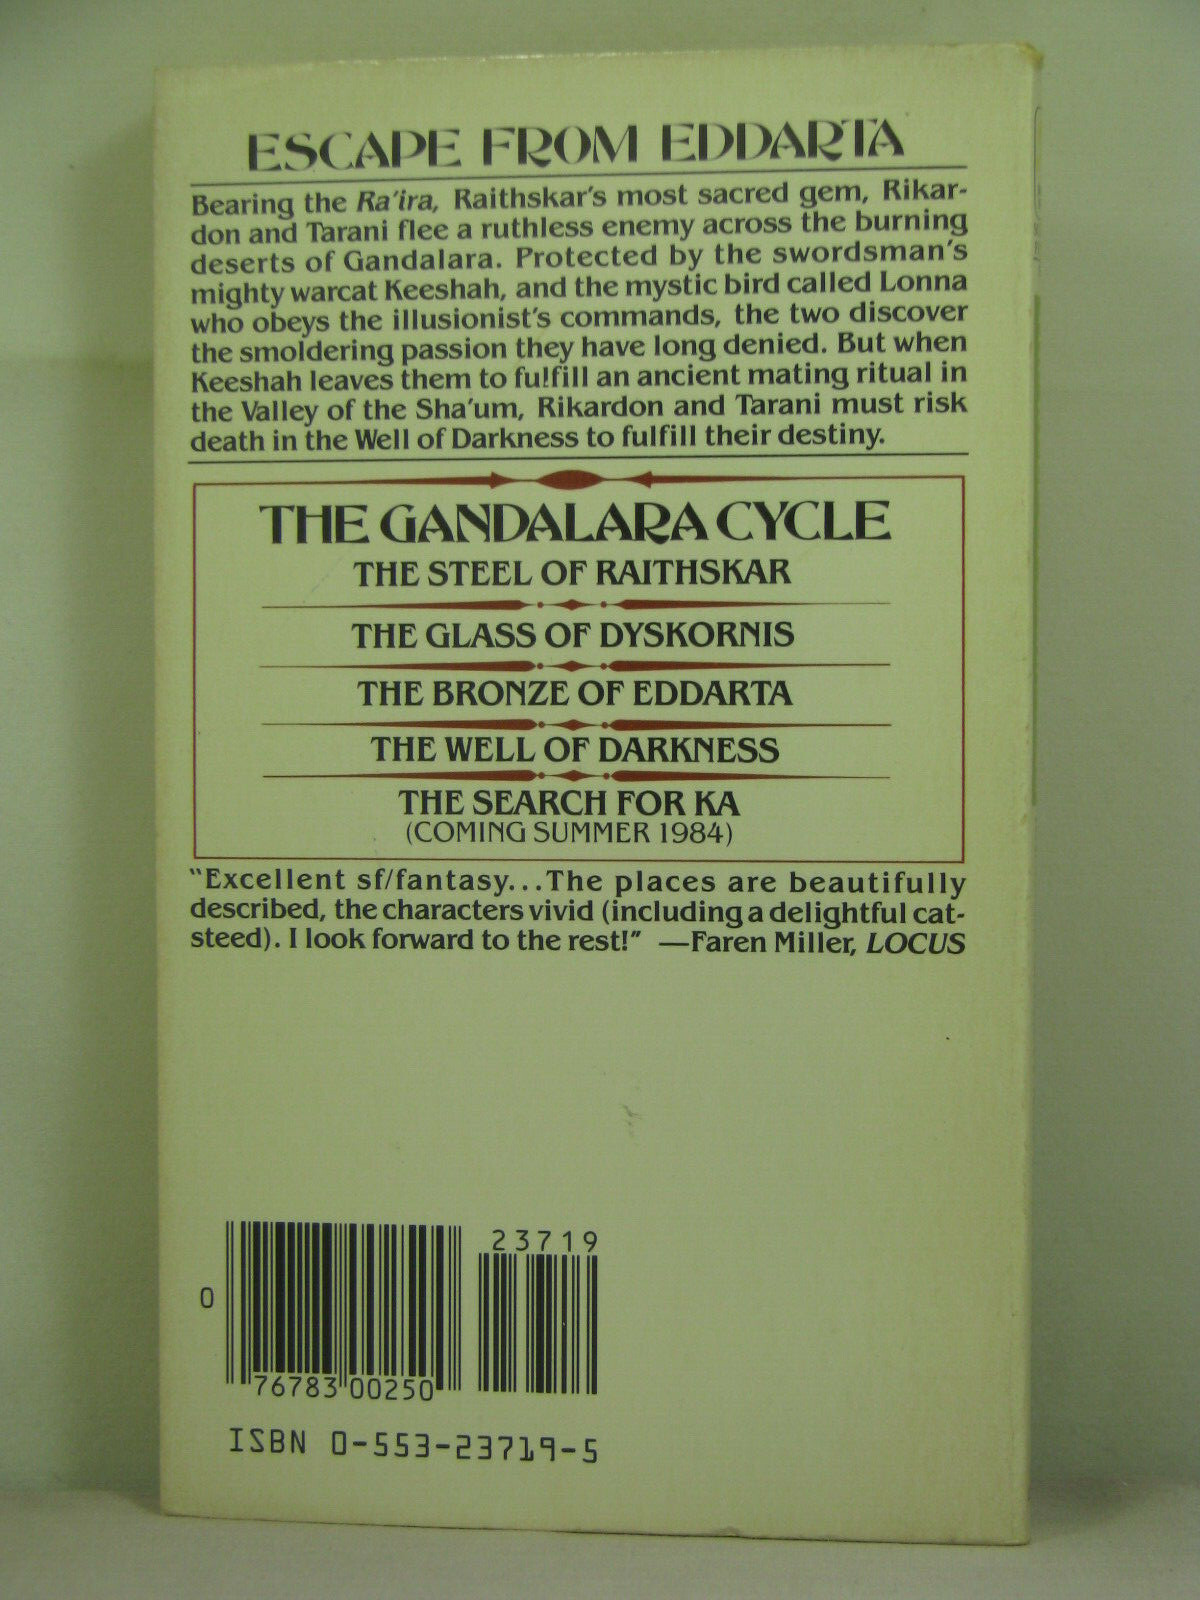 ESCAPE FROM EDDARTA
Bearing the Ra'ira, Raithskar's most sacred gem, Rikar-
don and Tarani flee a ruthless enemy across the burning
deserts of Gandalara. Protected by the swordsman's
mighty warcat Keeshah, and the mystic bird called Lonna
who obeys the illusionist's commands, the two discover
the smoldering passion they have long denied. But when
Keeshah leaves them to fulfill an ancient mating ritual in
the Valley of the Sha'um, Rikardon and Tarani must risk
death in the Well of Darkness to fulfill their destiny.
THE GANDALARA CYCLE
THE STEEL OF RAITHSKAR
THE GLASS OF DYSKORNIS
THE BRONZE OF EDDARTA
THE WELL OF DARKNESS
THE SEARCH FOR KA
(COMING SUMMER 1984)
"Excellent sf/fantasy...The places are beautifully
described, the characters vivid (including a delightful cat-
steed). I look forward to the rest!" —Faren Miller, LOCUS
23719
0
76783 00250
ISBN 0-553-23719-5